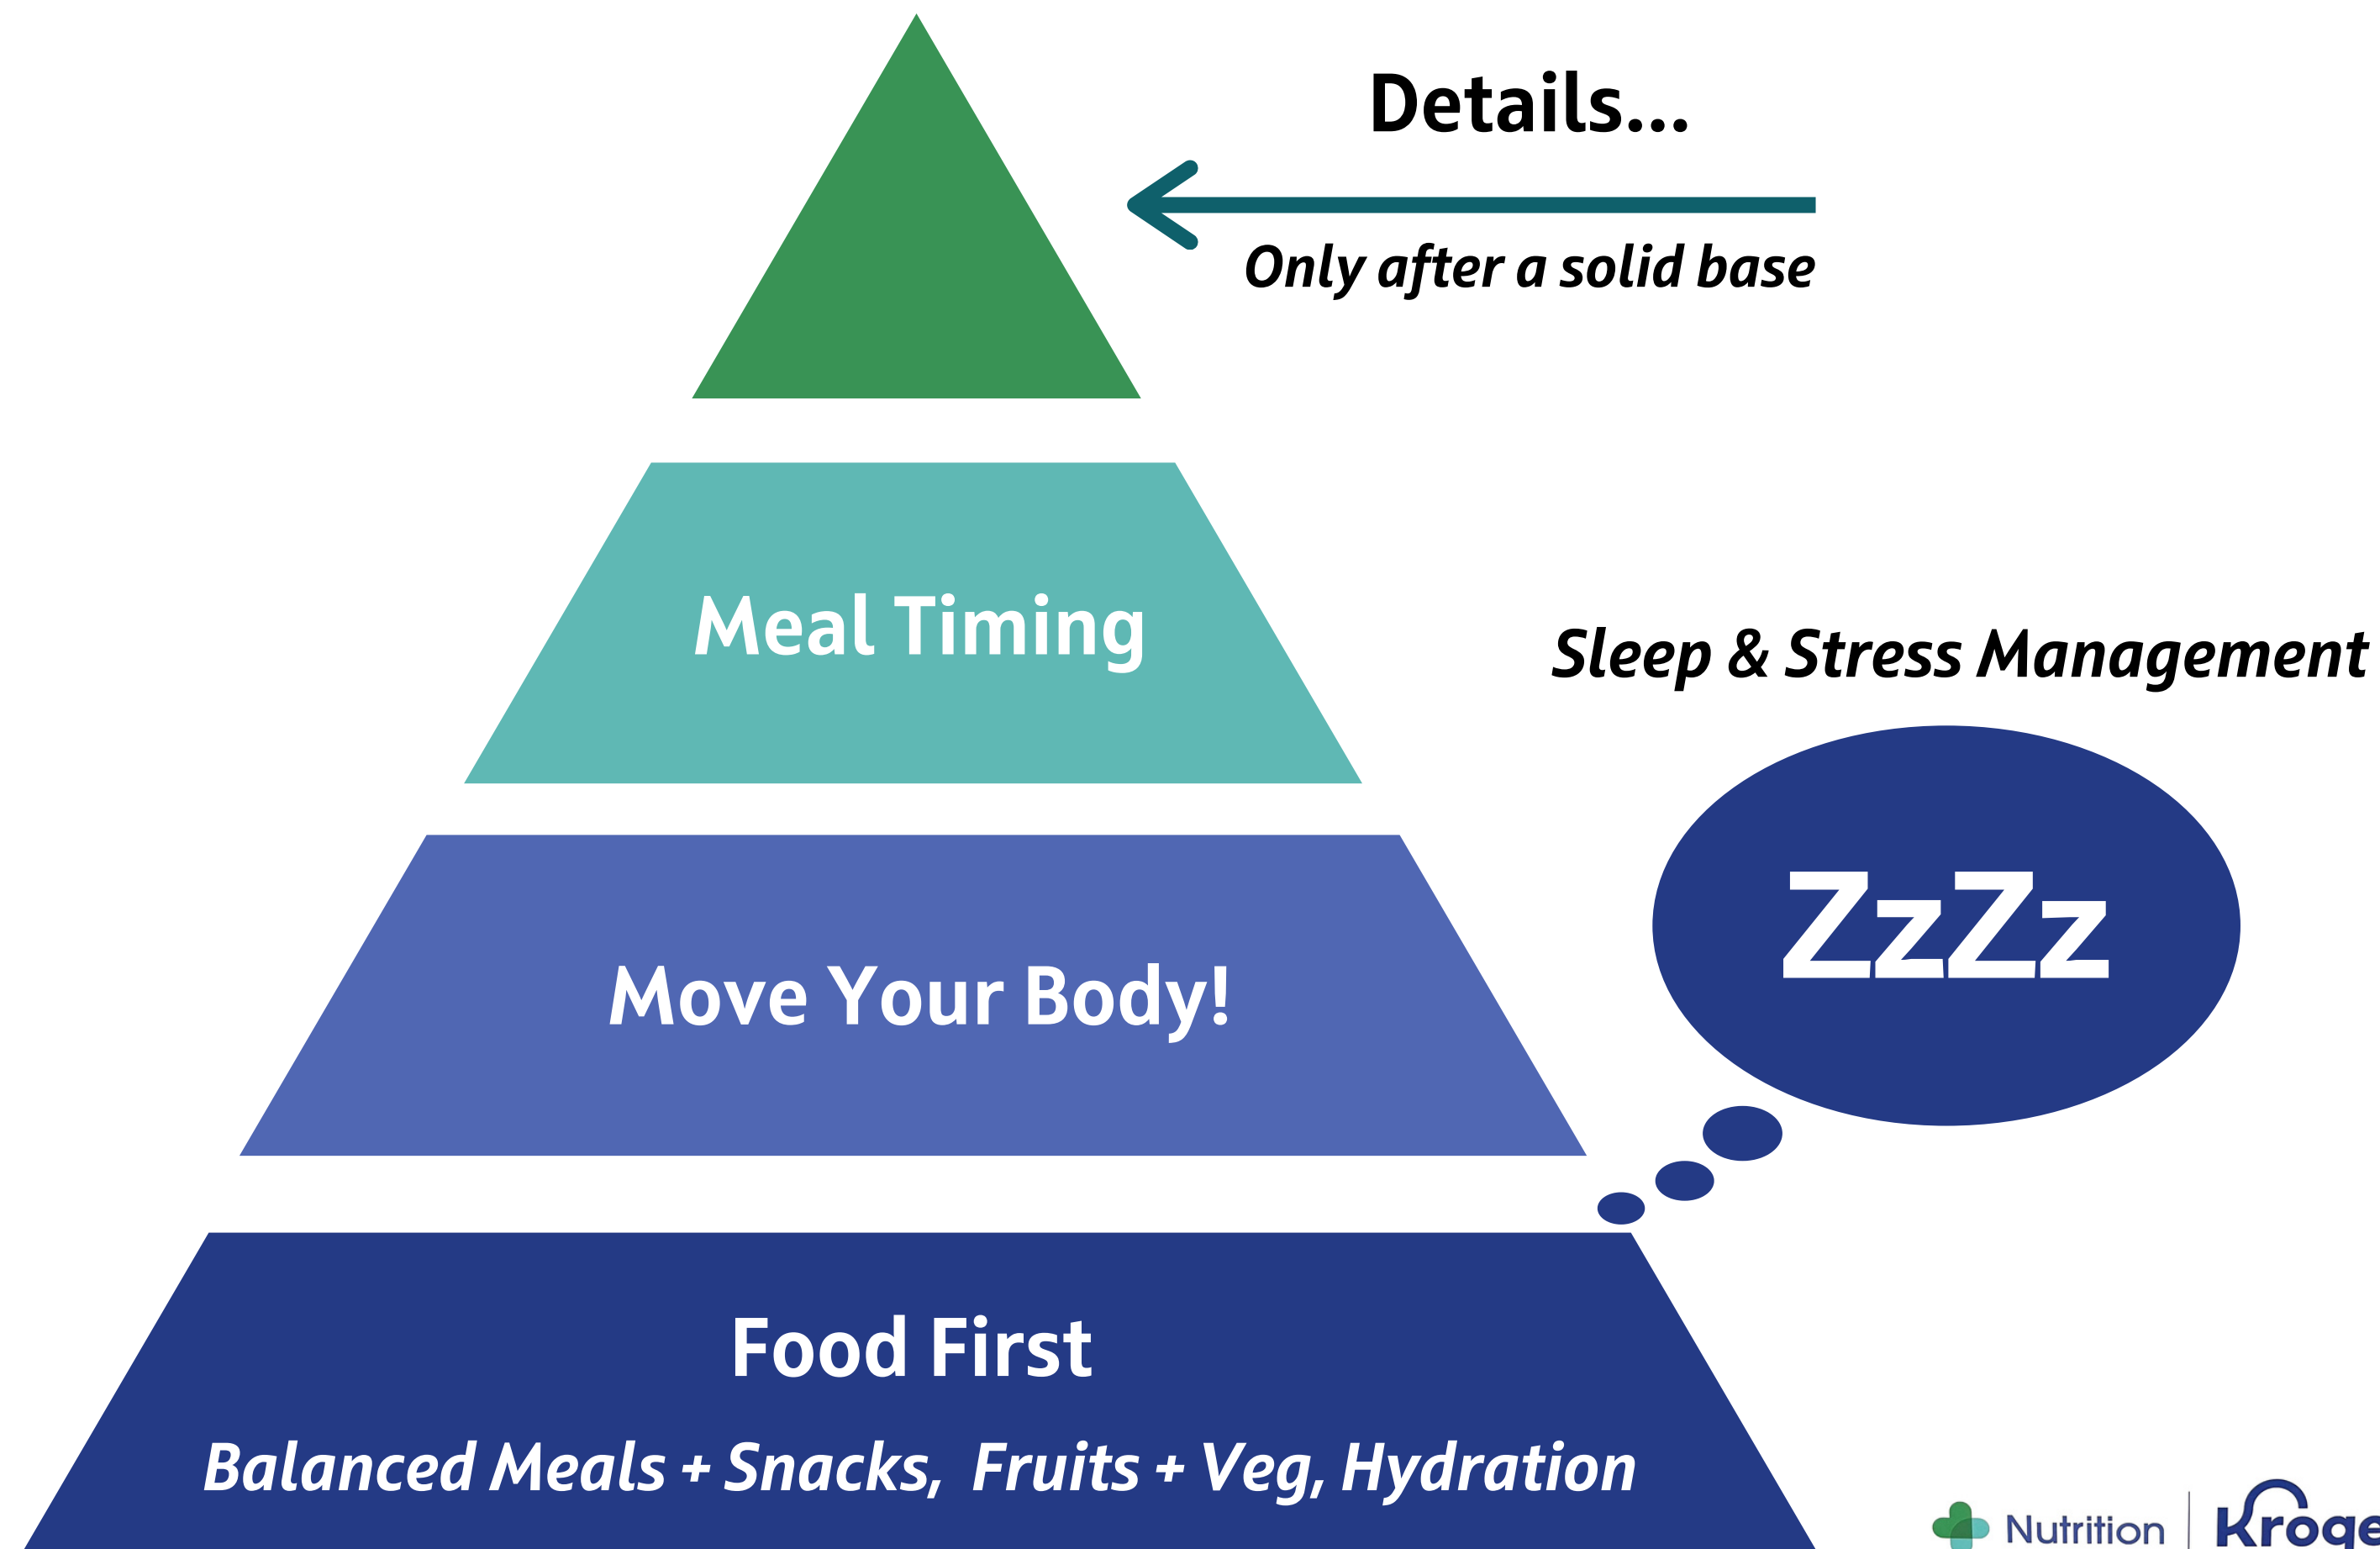 Details...
Only after a solid base
Meal Timing
Sleep & Stress Management
ZzZz
Move Your Body!
Food First
Balanced Meals + Snacks, Fruits + Veg, Hydration
Nutrition